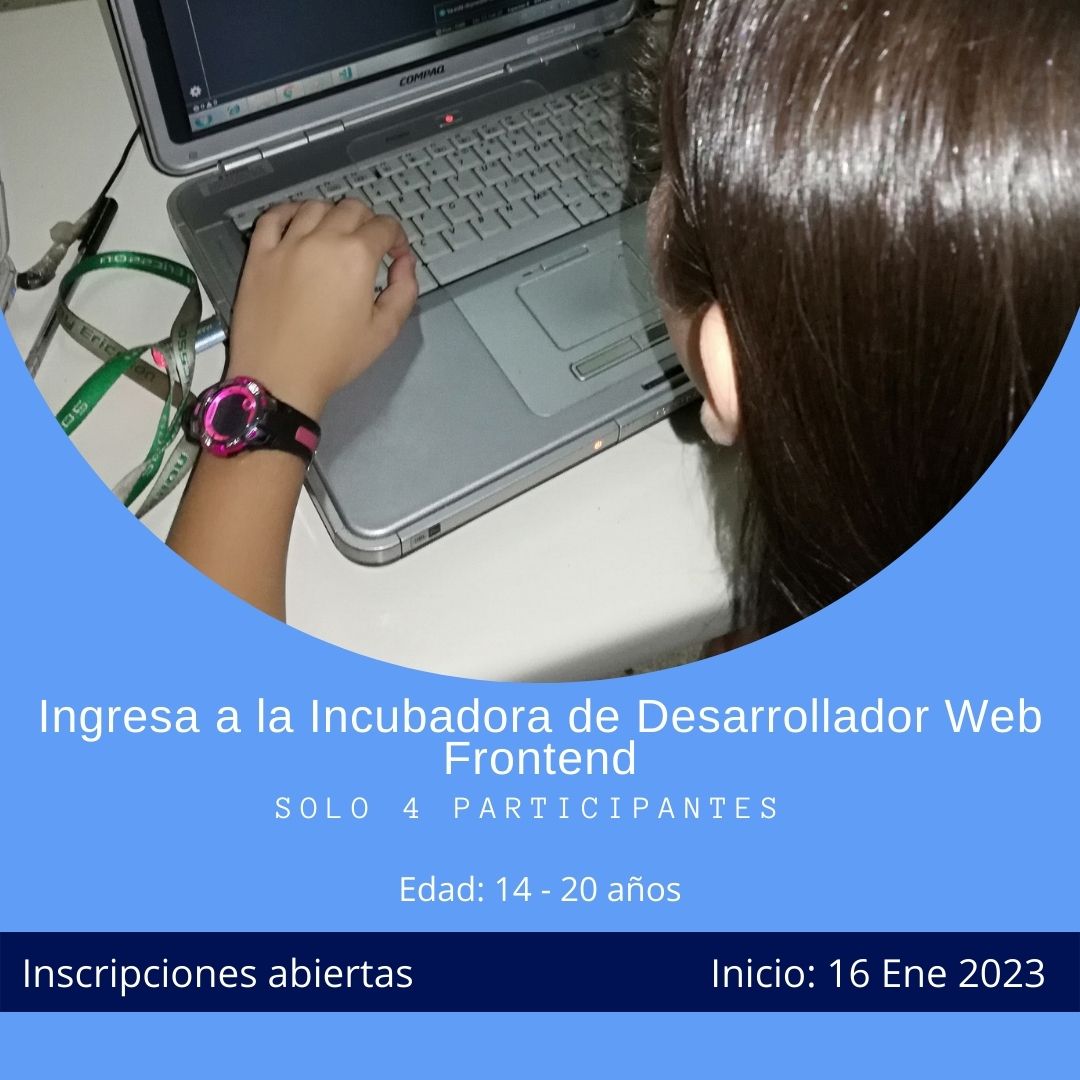 COMPAQ
Ericsson
Ingresa a la Incubadora de Desarrollador Web
Frontend
SOLO 4 PARTICIPANTES
Edad: 14 - 20 años
Inscripciones abiertas
Inicio: 16 Ene 2023